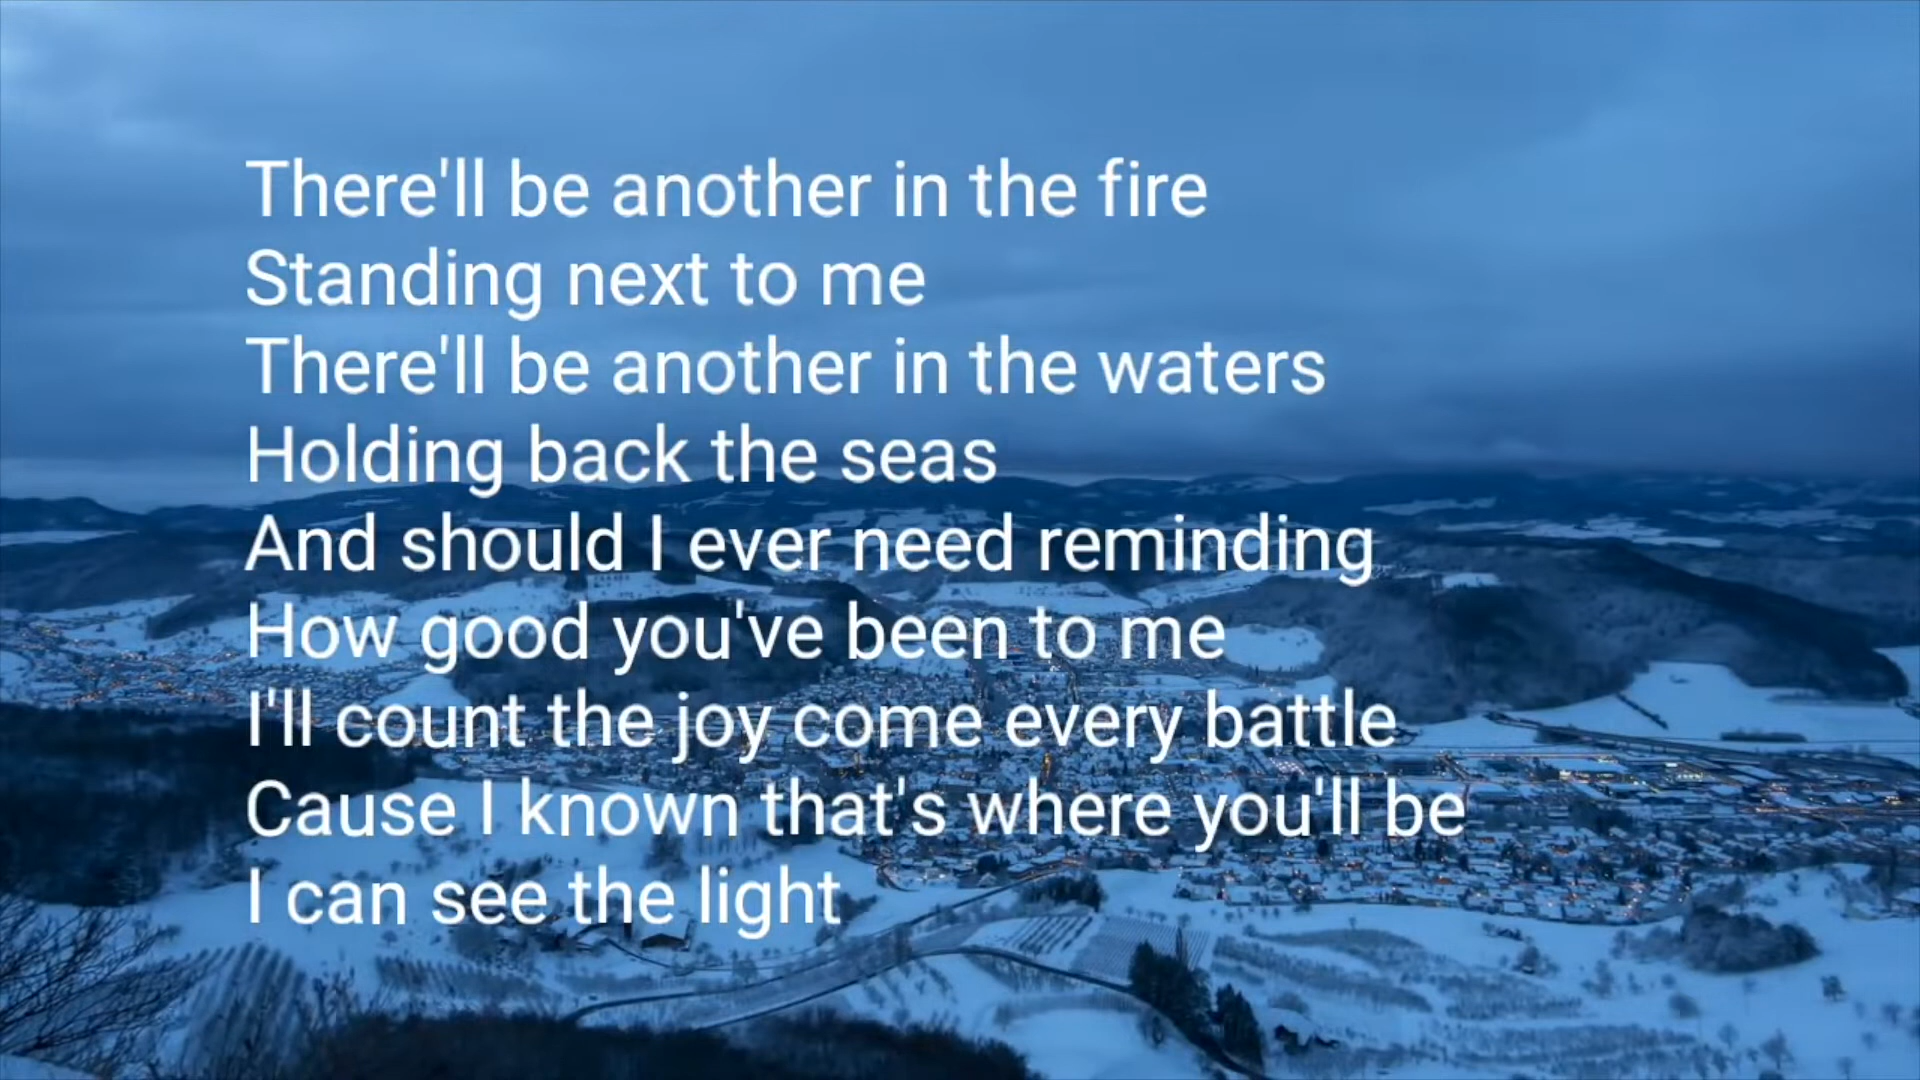 There'll be another in the fire
Standing next to me
There'll be another in the waters
Holding back the seas
And should I ever need reminding
How good you've been to me
I'll count the joy come every battle
Cause I known that's where you'll be
I can see the light